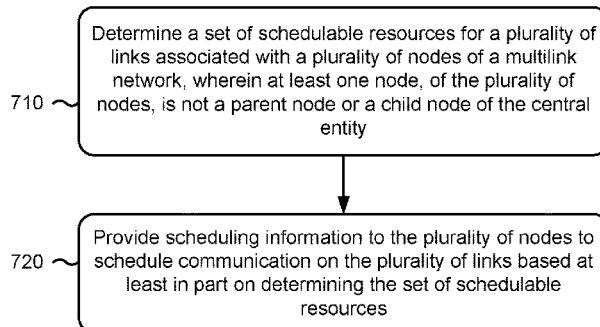 Determine a set of schedulable resources for a plurality of
links associated with a plurality of nodes of a multilink
network, wherein at least one node, of the plurality of
nodes, is not a parent node or a child node of the central
entity
710
Provide scheduling information to the plurality of nodes to
schedule communication on the plurality of links based at
least in part on determining the set of schedulable
resources
720